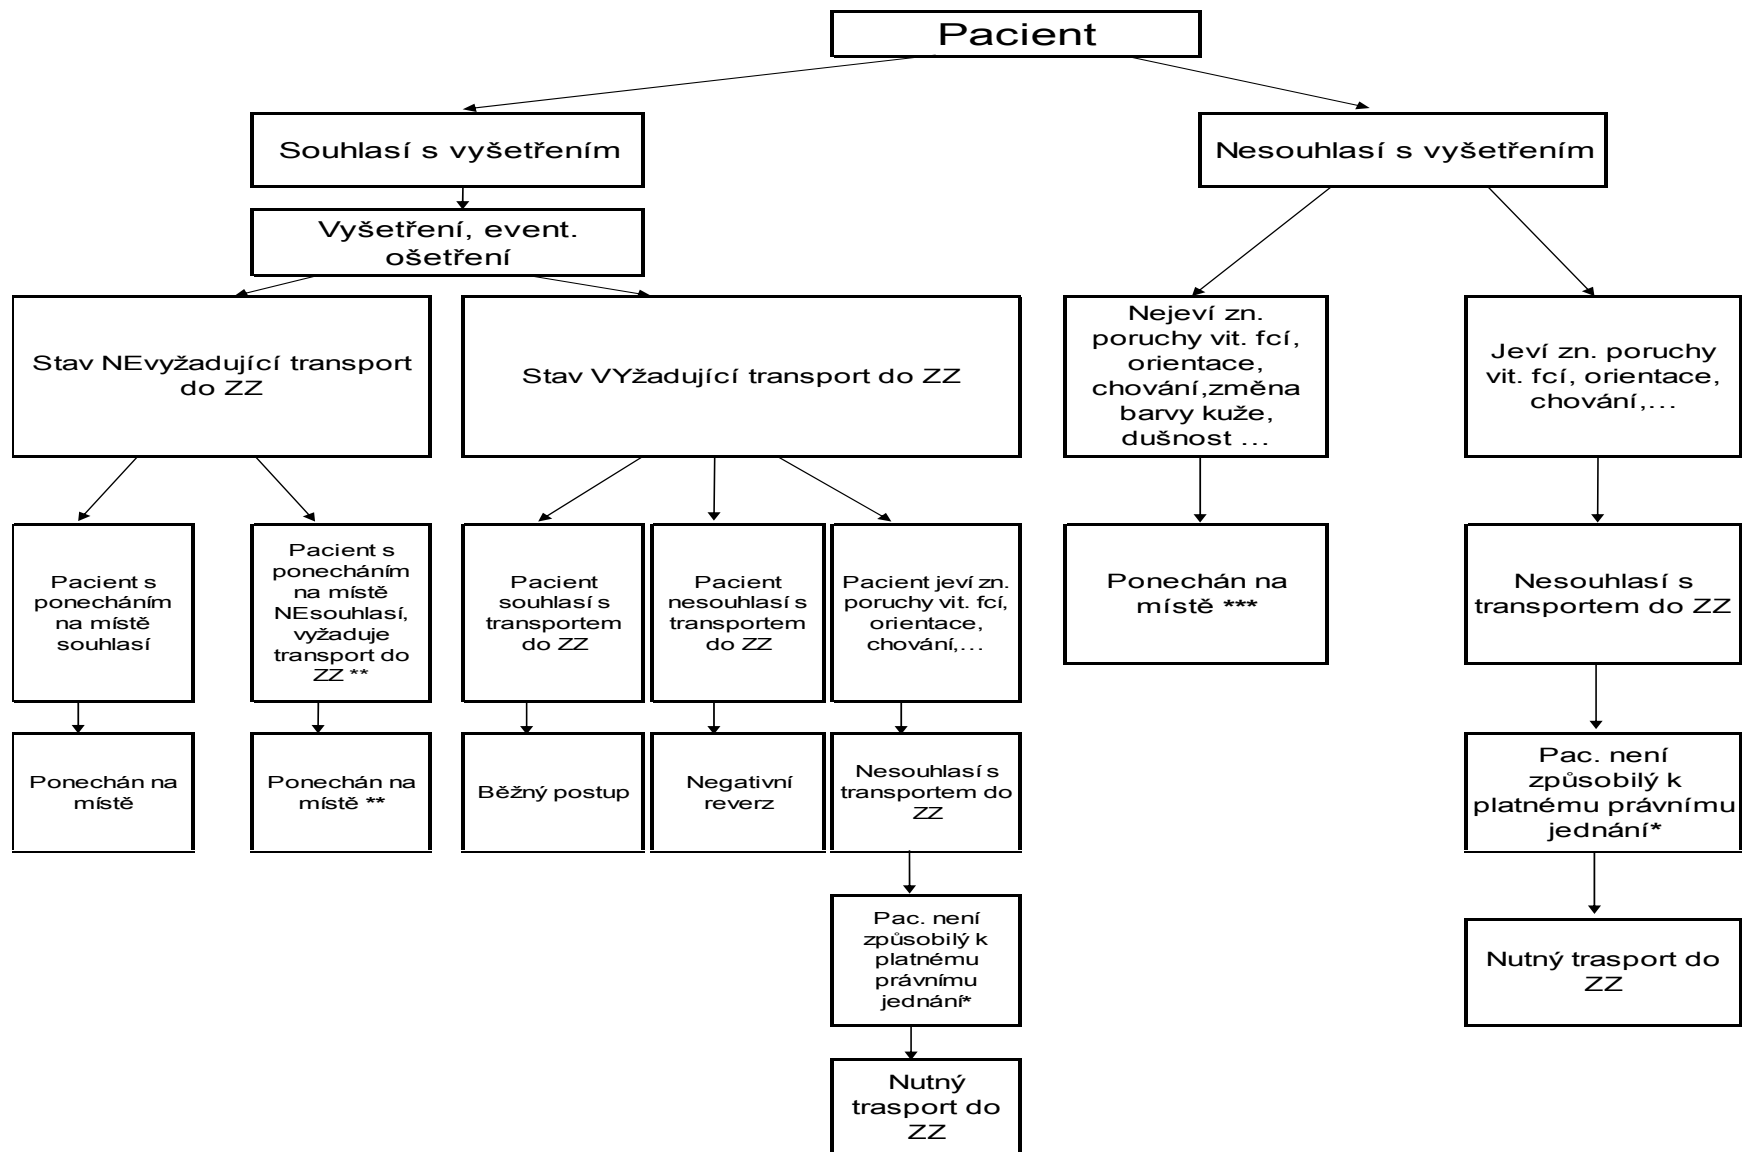 Pacient
Souhlasí s vyšetřením
Nesouhlasí s vyšetřením
Vyšetření, event.
ošetření
Stav NEvyžadující transport
do ZZ
Stav VYžadující transport do ZZ
Nejeví zn.
poruchy vit. fcí,
orientace,
chování,změna
barvy kuže,
dušnost …
Jeví zn. poruchy
vit. fcí, orientace,
chování,…
Pacient s
ponecháním
na místě
souhlasí
Pacient s
ponecháním
na místě
NEsouhlasí,
vyžaduje
transport do
ZZ **
Pacient
souhlasí s
transportem
do ZZ
Pacient
nesouhlasí s
transportem
do ZZ
Pacient jeví zn.
poruchy vit. fcí,
orientace,
chování,…
Ponechán na
místě ***
Nesouhlasí s
transportem do ZZ
Ponechán na
místě
Ponechán na
místě **
Běžný postup
Negativní
reverz
Nesouhlasí s
transportem do
ZZ
Pac. není
způsobilý k
platnému právnímu
jednání*
Pac. není
způsobilý k
platnému
právnímu
jednání*
Nutný trasport do
ZZ
Nutný
trasport do
ZZ